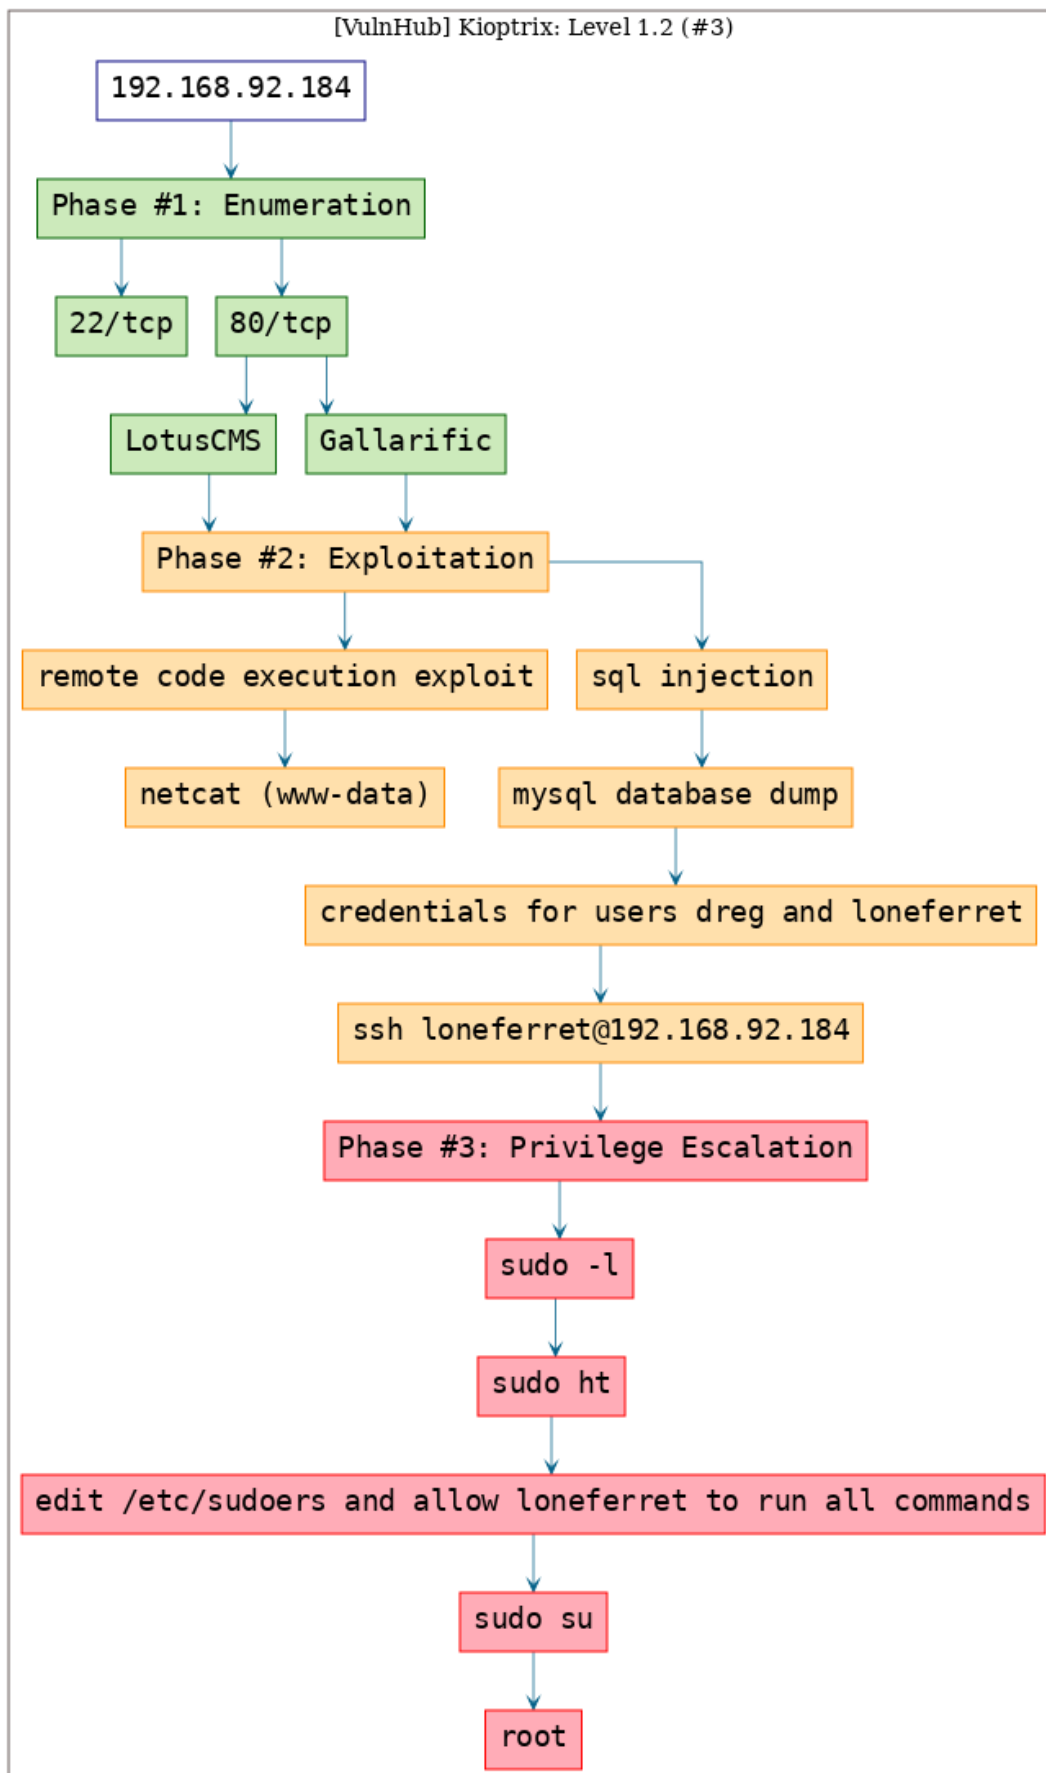 [VulnHub] Kioptrix: Level 1.2 (#3)
192.168.92.184
Phase #1: Enumeration
22/tcp
80/tcp
LotusCMS
Gallarific
Phase #2: Exploitation
remote code execution exploit
sql injection
netcat (www-data)
mysql database dump
credentials for users dreg and loneferret
ssh loneferret@192.168.92.184
Phase #3: Privilege Escalation
sudo -l
sudo ht
edit /etc/sudoers and allow loneferret to run all commands
sudo su
root